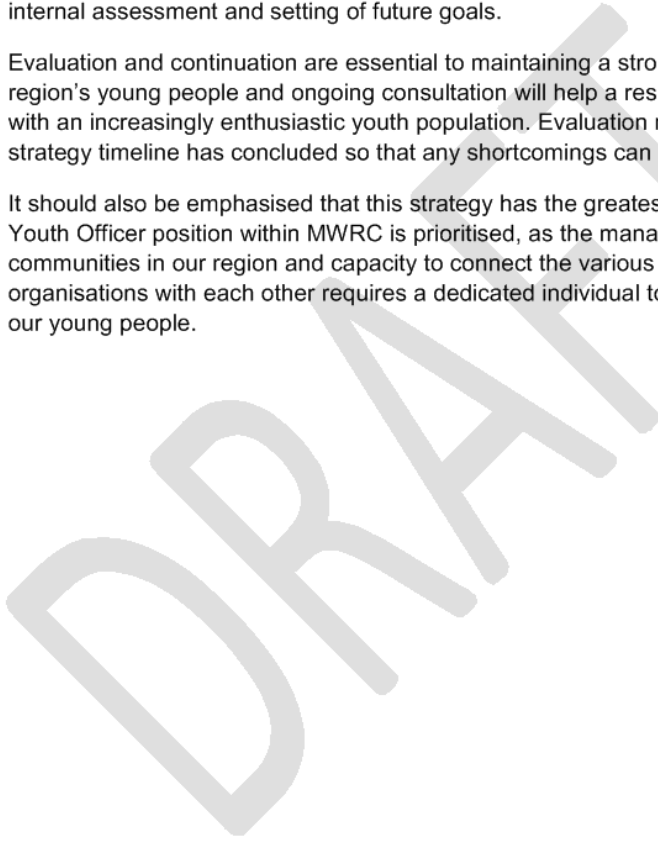 internal assessment and setting of future goals.
Evaluation and continuation are essential to maintaining a
region's young people and ongoing consultation will help a
with an increasingly enthusiastic youth population. Evaluation
strategy timeline has concluded so that any shortcomings can
It should also be emphasised that this strategy has the
Youth Officer position within MWRC is prioritised, as the
communities in our region and capacity to connect the various
organisations with each other requires a dedicated individual
our young people.
DRAFT